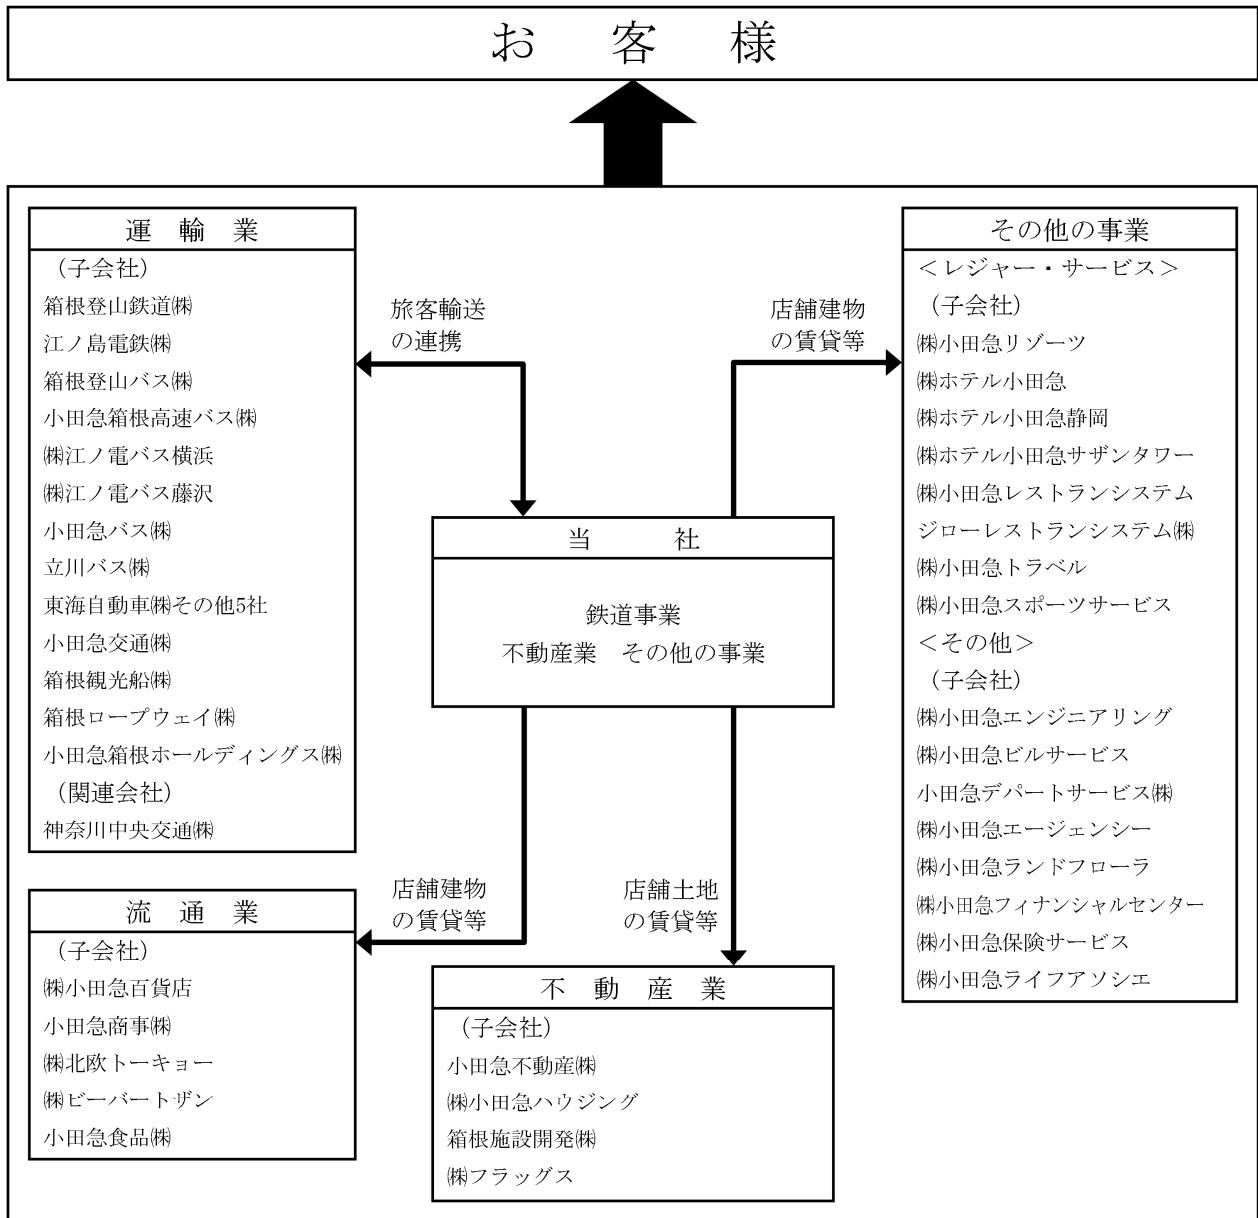 お客様
運輸業
（子会社）
箱根登山鉄道㈱
江ノ島電鉄㈱
箱根登山バス㈱
小田急箱根高速バス㈱
㈱江ノ電バス横浜
㈱江ノ電バス藤沢
小田急バス㈱
立川バス㈱
東海自動車㈱その他5社
小田急交通㈱
箱根観光船㈱
箱根ロープウェイ㈱
小田急箱根ホールディングス㈱
（関連会社）
神奈川中央交通㈱
旅客輸送
の連携
店舗建物
の賃貸等
当社
鉄道事業
不動産業　その他の事業
その他の事業
＜レジャー・サービス＞
（子会社）
㈱小田急リゾーツ
㈱ホテル小田急
㈱ホテル小田急静岡
㈱ホテル小田急サザンタワー
㈱小田急レストランシステム
ジローレストランシステム㈱
㈱小田急トラベル
㈱小田急スポーツサービス
＜その他＞
（子会社）
㈱小田急エンジニアリング
㈱小田急ビルサービス
小田急デパートサービス㈱
㈱小田急エージェンシー
㈱小田急ランドフローラ
㈱小田急フィナンシャルセンター
㈱小田急保険サービス
㈱小田急ライフアソシエ
店舗建物
の賃貸等
店舗土地
の賃貸等
流通業
（子会社）
㈱小田急百貨店
小田急商事㈱
㈱北欧トーキョー
㈱ビーバートザン
小田急食品㈱
不動産業
（子会社）
小田急不動産㈱
㈱小田急ハウジング
箱根施設開発㈱
㈱フラッグス